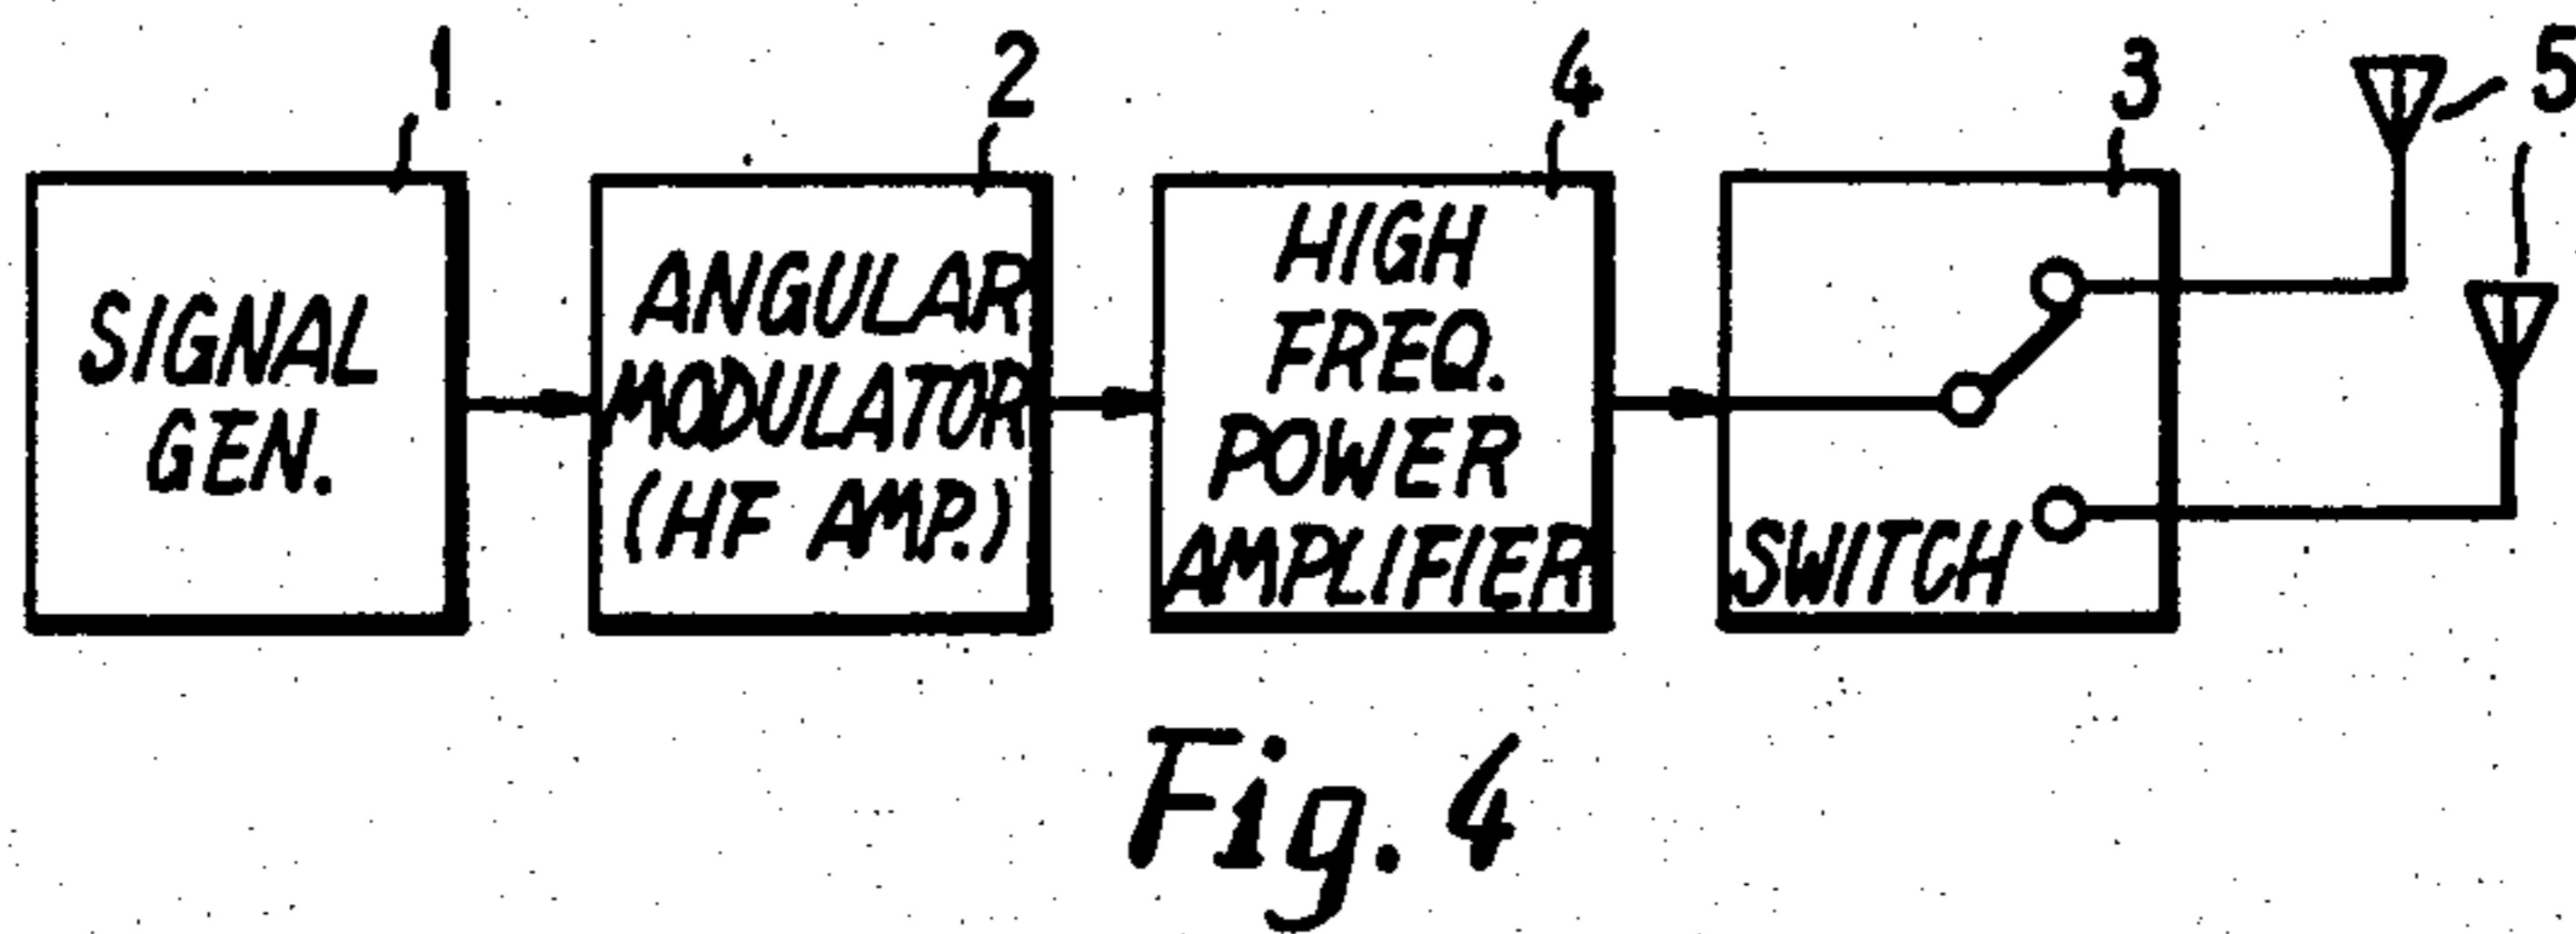 1
2
4
3
5
SIGNAL
GEN.
ANGULAR
MODULATOR
(HF AMP.)
HIGH
FREQ.
POWER
AMPLIFIER
SWITCH
Fig. 4